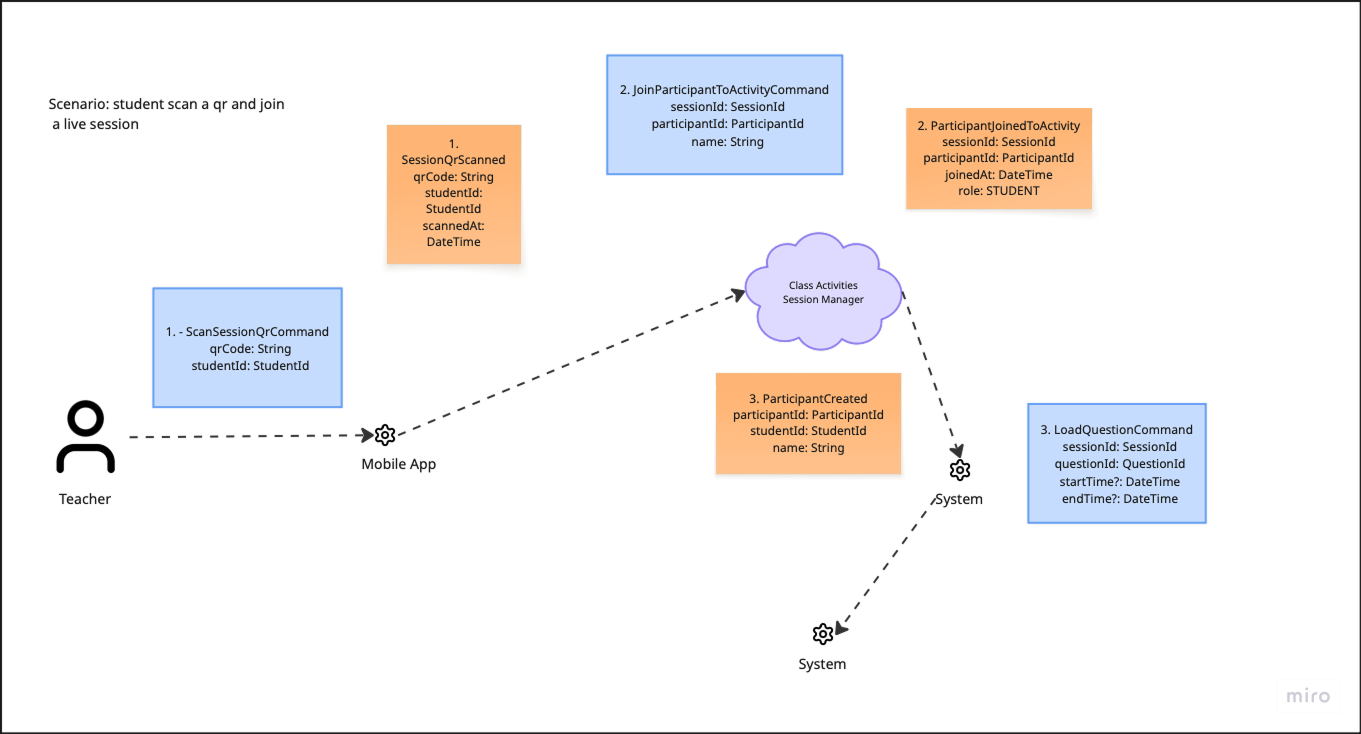 Scenario: student scan a qr and join
a live session
1.
SessionQrScanned
qrCode: String
studentId:
StudentId
scannedAt:
DateTime
2. JoinParticipantToActivityCommand
sessionId: SessionId
participantId: ParticipantId
name: String
2. ParticipantJoinedToActivity
sessionId: SessionId
participantId: ParticipantId
joinedAt: DateTime
role: STUDENT
1. - ScanSessionQrCommand
qrCode: String
studentId: StudentId
Class Activities
Session Manager
Teacher
Mobile App
3. ParticipantCreated
participantId: ParticipantId
studentId: StudentId
name: String
System
3. LoadQuestionCommand
sessionId: SessionId
questionId: QuestionId
startTime?: DateTime
endTime?: DateTime
System
miro